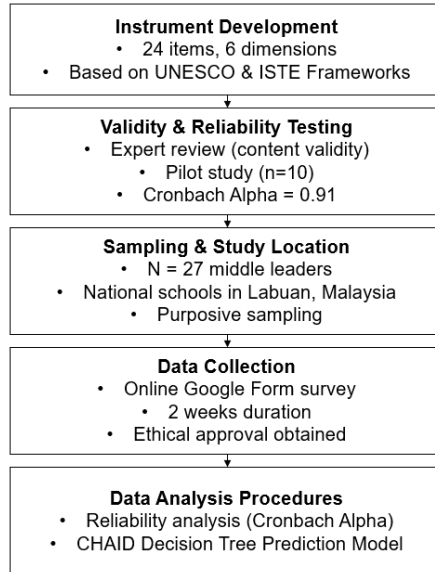 Instrument Development
• 24 items, 6 dimensions
• Based on UNESCO & ISTE Frameworks
Validity & Reliability Testing
• Expert review (content validity)
• Pilot study (n=10)
• Cronbach Alpha = 0.91
Sampling & Study Location
• N = 27 middle leaders
• National schools in Labuan, Malaysia
• Purposive sampling
Data Collection
• Online Google Form survey
• 2 weeks duration
• Ethical approval obtained
Data Analysis Procedures
• Reliability analysis (Cronbach Alpha)
• CHAID Decision Tree Prediction Model